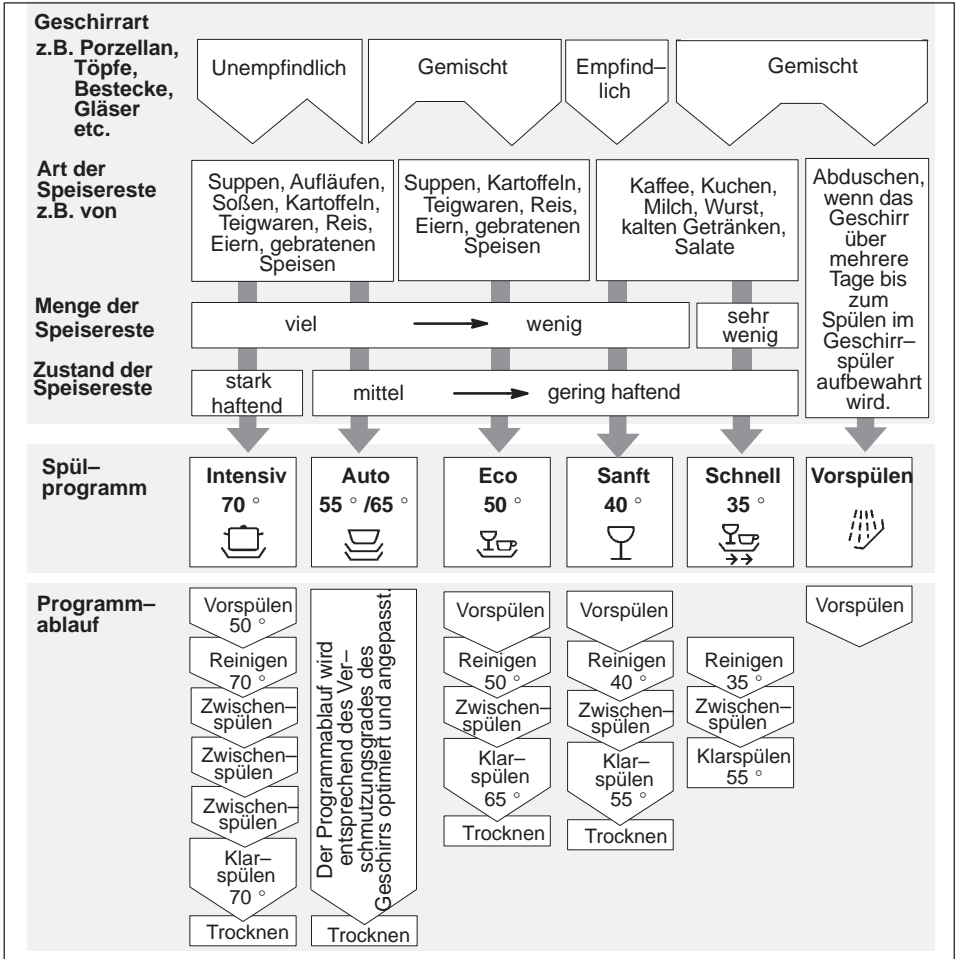 Geschirrart
z.B. Porzellan,
Töpfe,
Bestecke,
Gläser
etc.
Unempfindlich
Gemischt
Empfind–
lich
Gemischt
Art der
Speisereste
z.B. von
Suppen, Aufläufen,
Soßen, Kartoffeln,
Teigwaren, Reis,
Eiern, gebratenen
Speisen
Suppen, Kartoffeln,
Teigwaren, Reis,
Eiern, gebratenen
Speisen
Kaffee, Kuchen,
Milch, Wurst,
kalten Getränken,
Salate
Abduschen,
wenn das
Geschirr
über
mehrere
Tage bis
zum
Spülen im
Geschirr–
spüler
aufbewahrt
wird.
Menge der
Speisereste
viel → wenig
sehr
wenig
Zustand der
Speisereste
stark
haftend
mittel → gering haftend
Spül–
programm
Intensiv
70 °
Auto
55 ° /65 °
Eco
50 °
Sanft
40 °
Schnell
35 °
Vorspülen
Programm–
ablauf
Vorspülen
50 °
Reinigen
70 °
Zwischen–
spülen
Zwischen–
spülen
Zwischen–
spülen
Klar–
spülen
70 °
Trocknen
Der Programmablauf wird
entsprechend des Ver–
schmutzungsgrades des
Geschirrs optimiert und angepasst.
Trocknen
Vorspülen
Reinigen
50 °
Zwischen–
spülen
Klar–
spülen
65 °
Trocknen
Vorspülen
Reinigen
40 °
Zwischen–
spülen
Klar–
spülen
55 °
Trocknen
Reinigen
35 °
Zwischen–
spülen
Klarspülen
55 °
Vorspülen